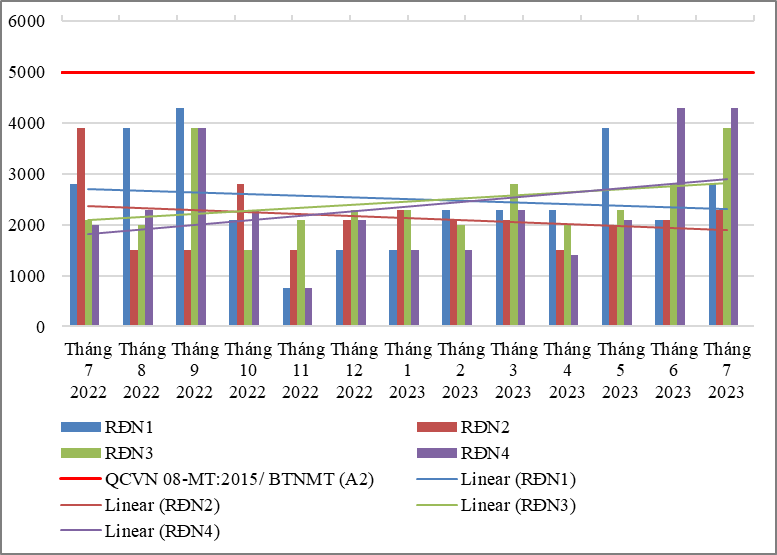 6000
5000
4000
3000
2000
1000
0
Tháng Tháng Tháng Tháng Tháng Tháng Tháng Tháng Tháng Tháng Tháng Tháng Tháng
7 8 9 10 11 12 1 2 3 4 5 6 7
2022 2022 2022 2022 2022 2022 2023 2023 2023 2023 2023 2023 2023
RĐN1 RĐN2
RĐN3 RĐN4
QCVN 08-MT:2015/ BTNMT (A2) Linear (RĐN1)
Linear (RĐN2) Linear (RĐN3)
Linear (RĐN4)